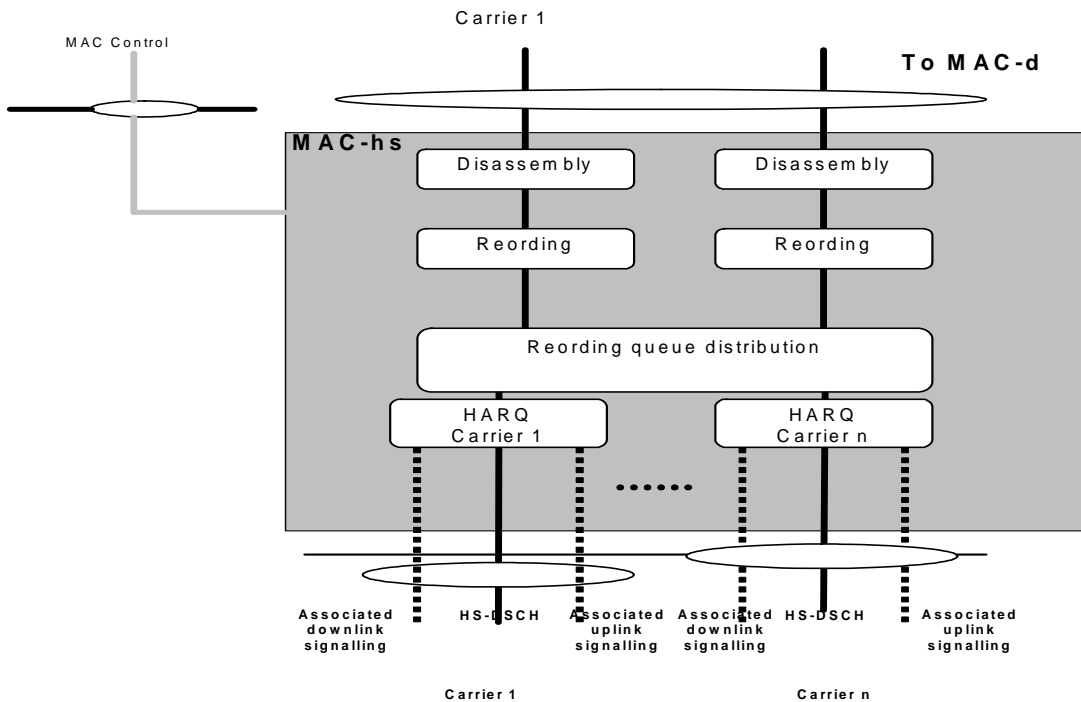 Carrier 1
MAC Control
To MAC-d
MAC-hs
Disassembly
Disassembly
Reording
Reording
Reording queue distribution
HARQ
Carrier 1
HARQ
Carrier n
Associated
downlink
signalling
HS-DSCH
Associated
uplink
signalling
Associated
downlink
signalling
HS-DSCH
Associated
uplink
signalling
Carrier 1
Carrier n